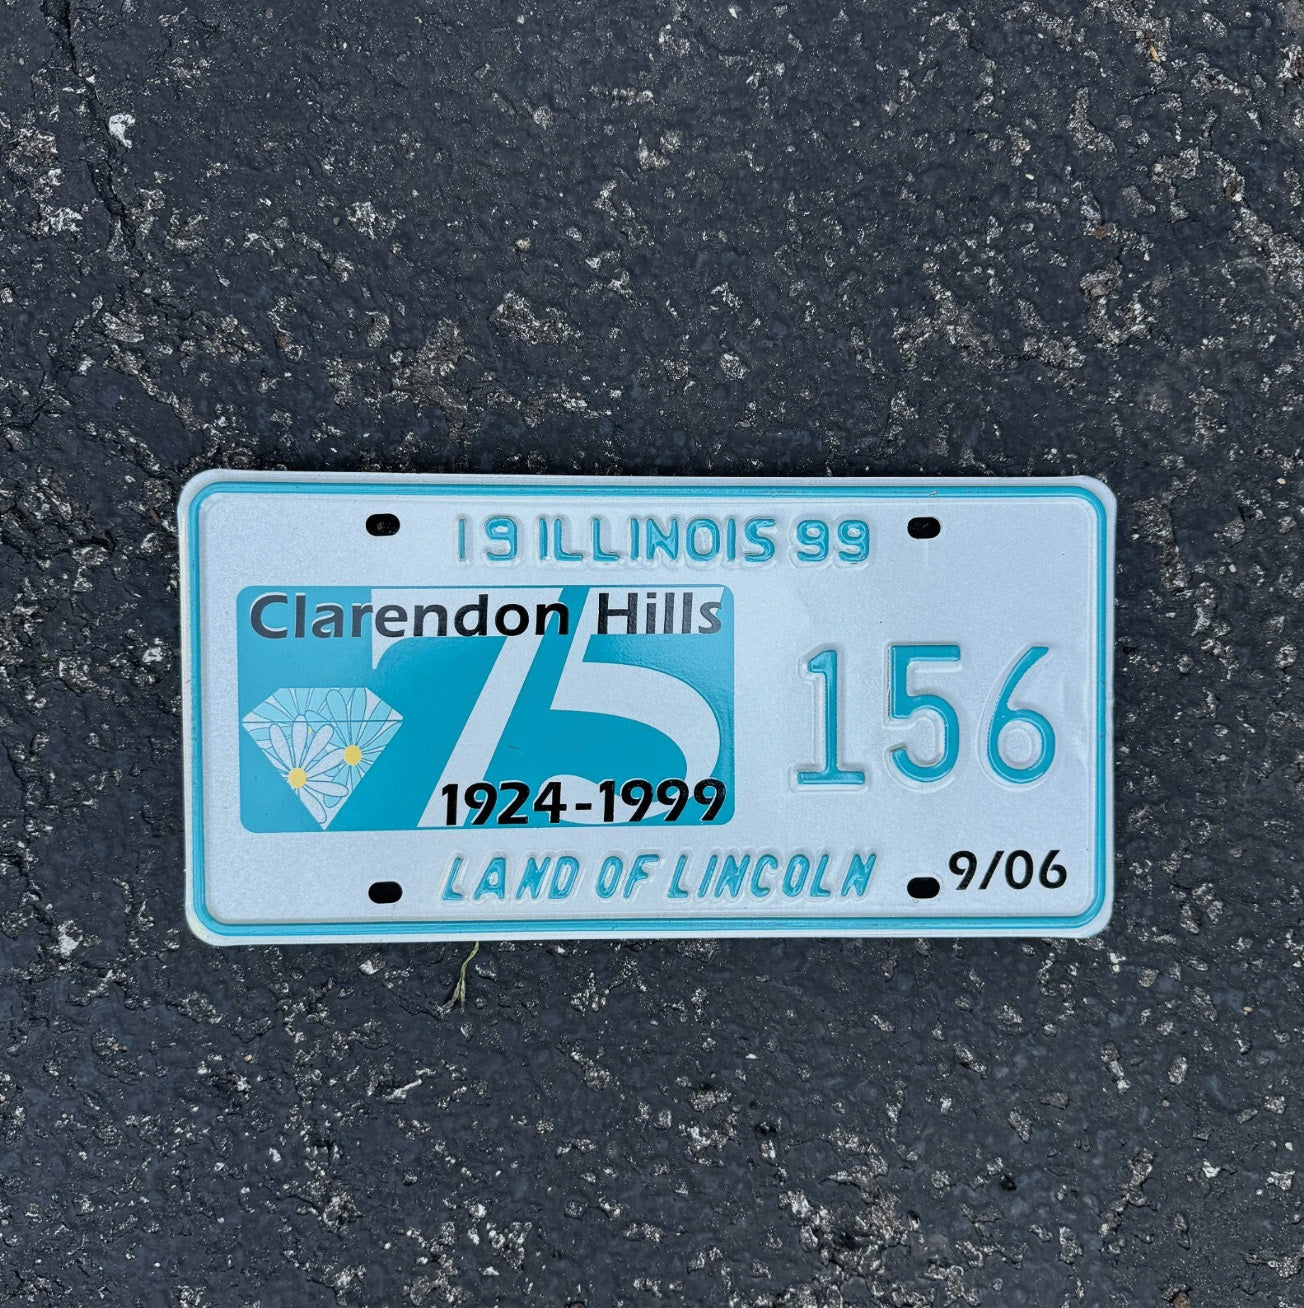 19 ILLINOIS 99
Clarendon Hills
75
156
1924-1999
LAND OF LINCOLN
9/06